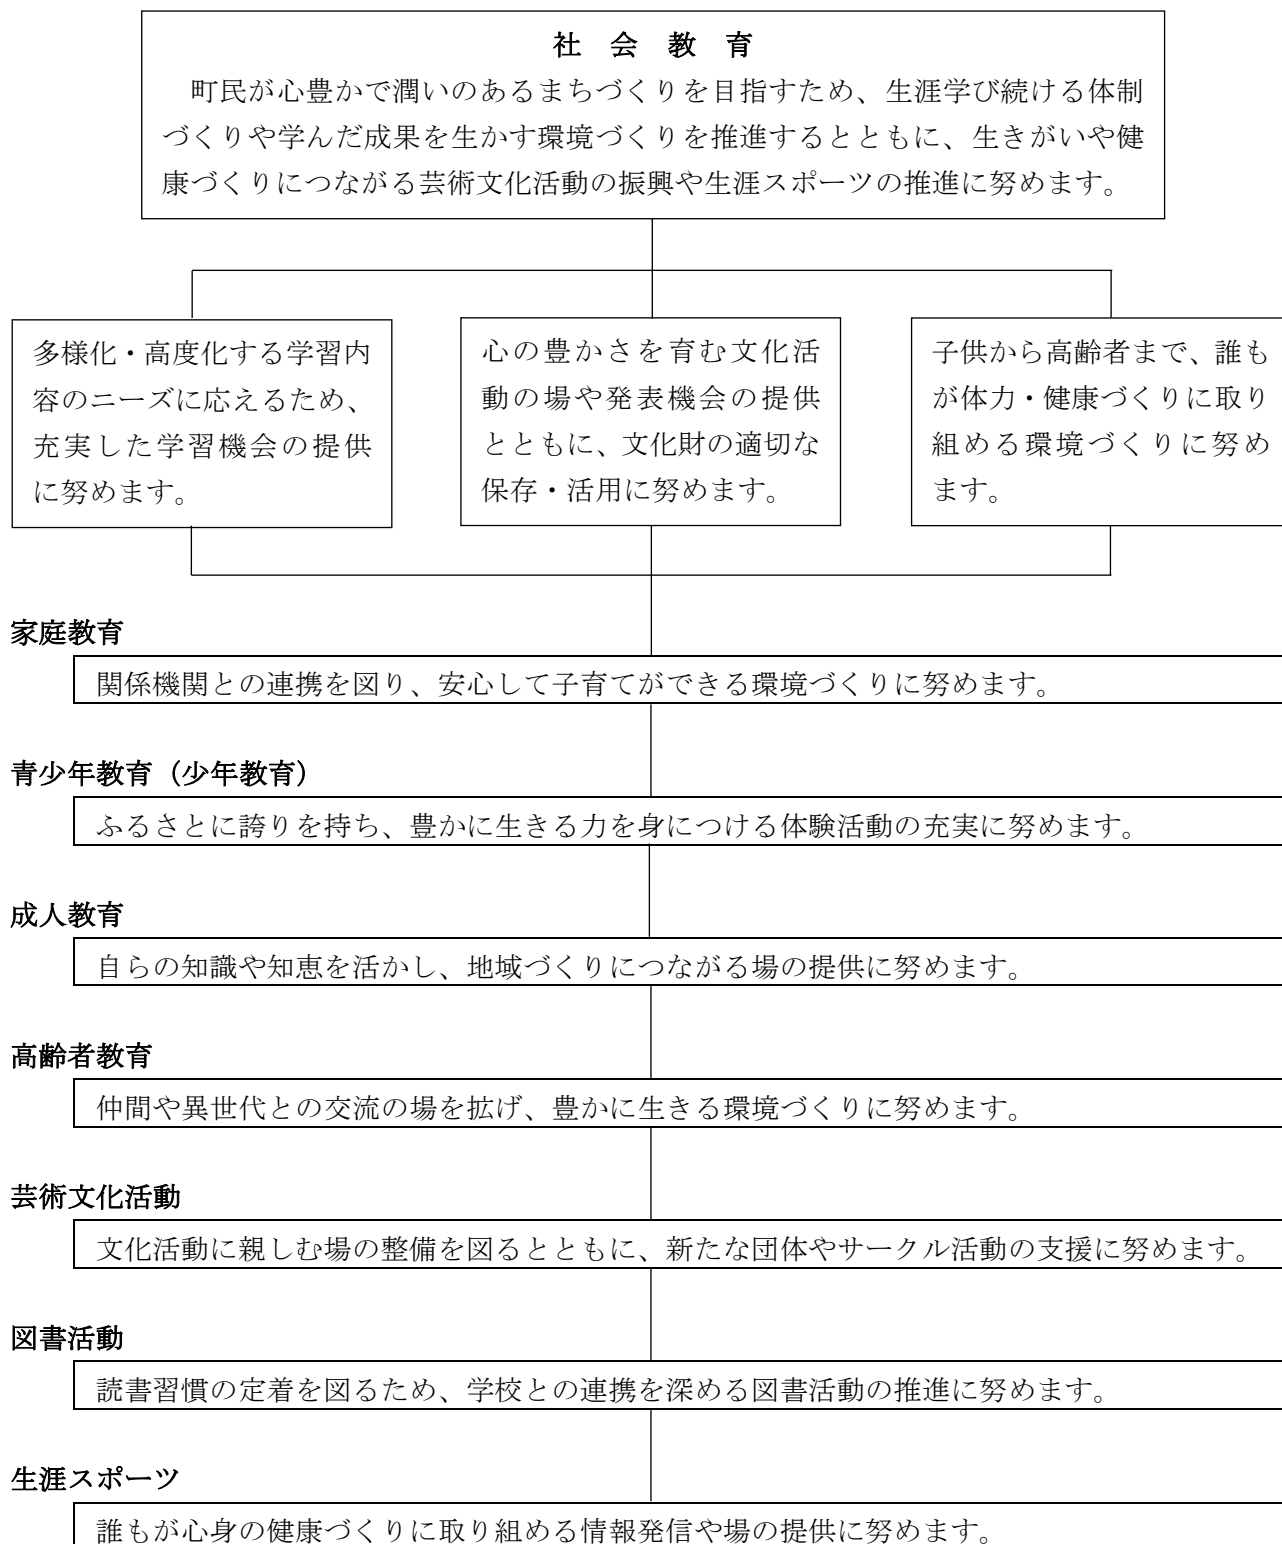 社 会 教 育
町民が心豊かで潤いのあるまちづくりを目指すため、生涯学び続ける体制
づくりや学んだ成果を生かす環境づくりを推進するとともに、生きがいや健
康づくりにつながる芸術文化活動の振興や生涯スポーツの推進に努めます。
多様化・高度化する学習内
容のニーズに応えるため、
充実した学習機会の提供
に努めます。
心の豊かさを育む文化活
動の場や発表機会の提供
とともに、文化財の適切な
保存・活用に努めます。
子供から高齢者まで、誰も
が体力・健康づくりに取り
組める環境づくりに努め
ます。
家庭教育
関係機関との連携を図り、安心して子育てができる環境づくりに努めます。
青少年教育（少年教育）
ふるさとに誇りを持ち、豊かに生きる力を身につける体験活動の充実に努めます。
成人教育
自らの知識や知恵を活かし、地域づくりにつながる場の提供に努めます。
高齢者教育
仲間や異世代との交流の場を拡げ、豊かに生きる環境づくりに努めます。
芸術文化活動
文化活動に親しむ場の整備を図るとともに、新たな団体やサークル活動の支援に努めます。
図書活動
読書習慣の定着を図るため、学校との連携を深める図書活動の推進に努めます。
生涯スポーツ
誰もが心身の健康づくりに取り組める情報発信や場の提供に努めます。